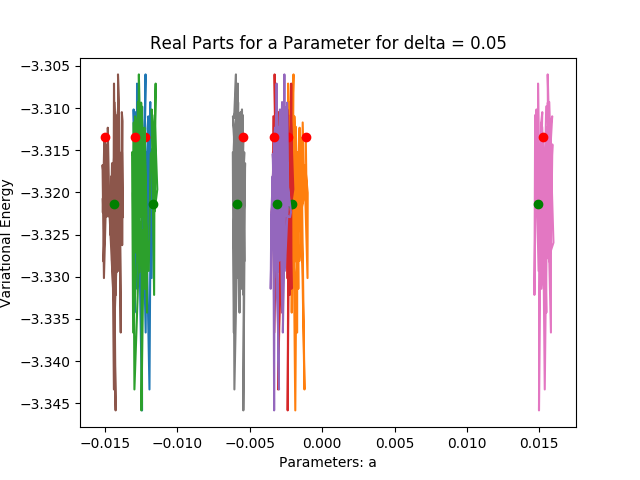 Real Parts for a Parameter for delta = 0.05
Variational Energy
−3.305
−3.310
−3.315
−3.320
−3.325
−3.330
−3.335
−3.340
−3.345
−0.015 −0.010 −0.005 0.000 0.005 0.010 0.015
Parameters: a